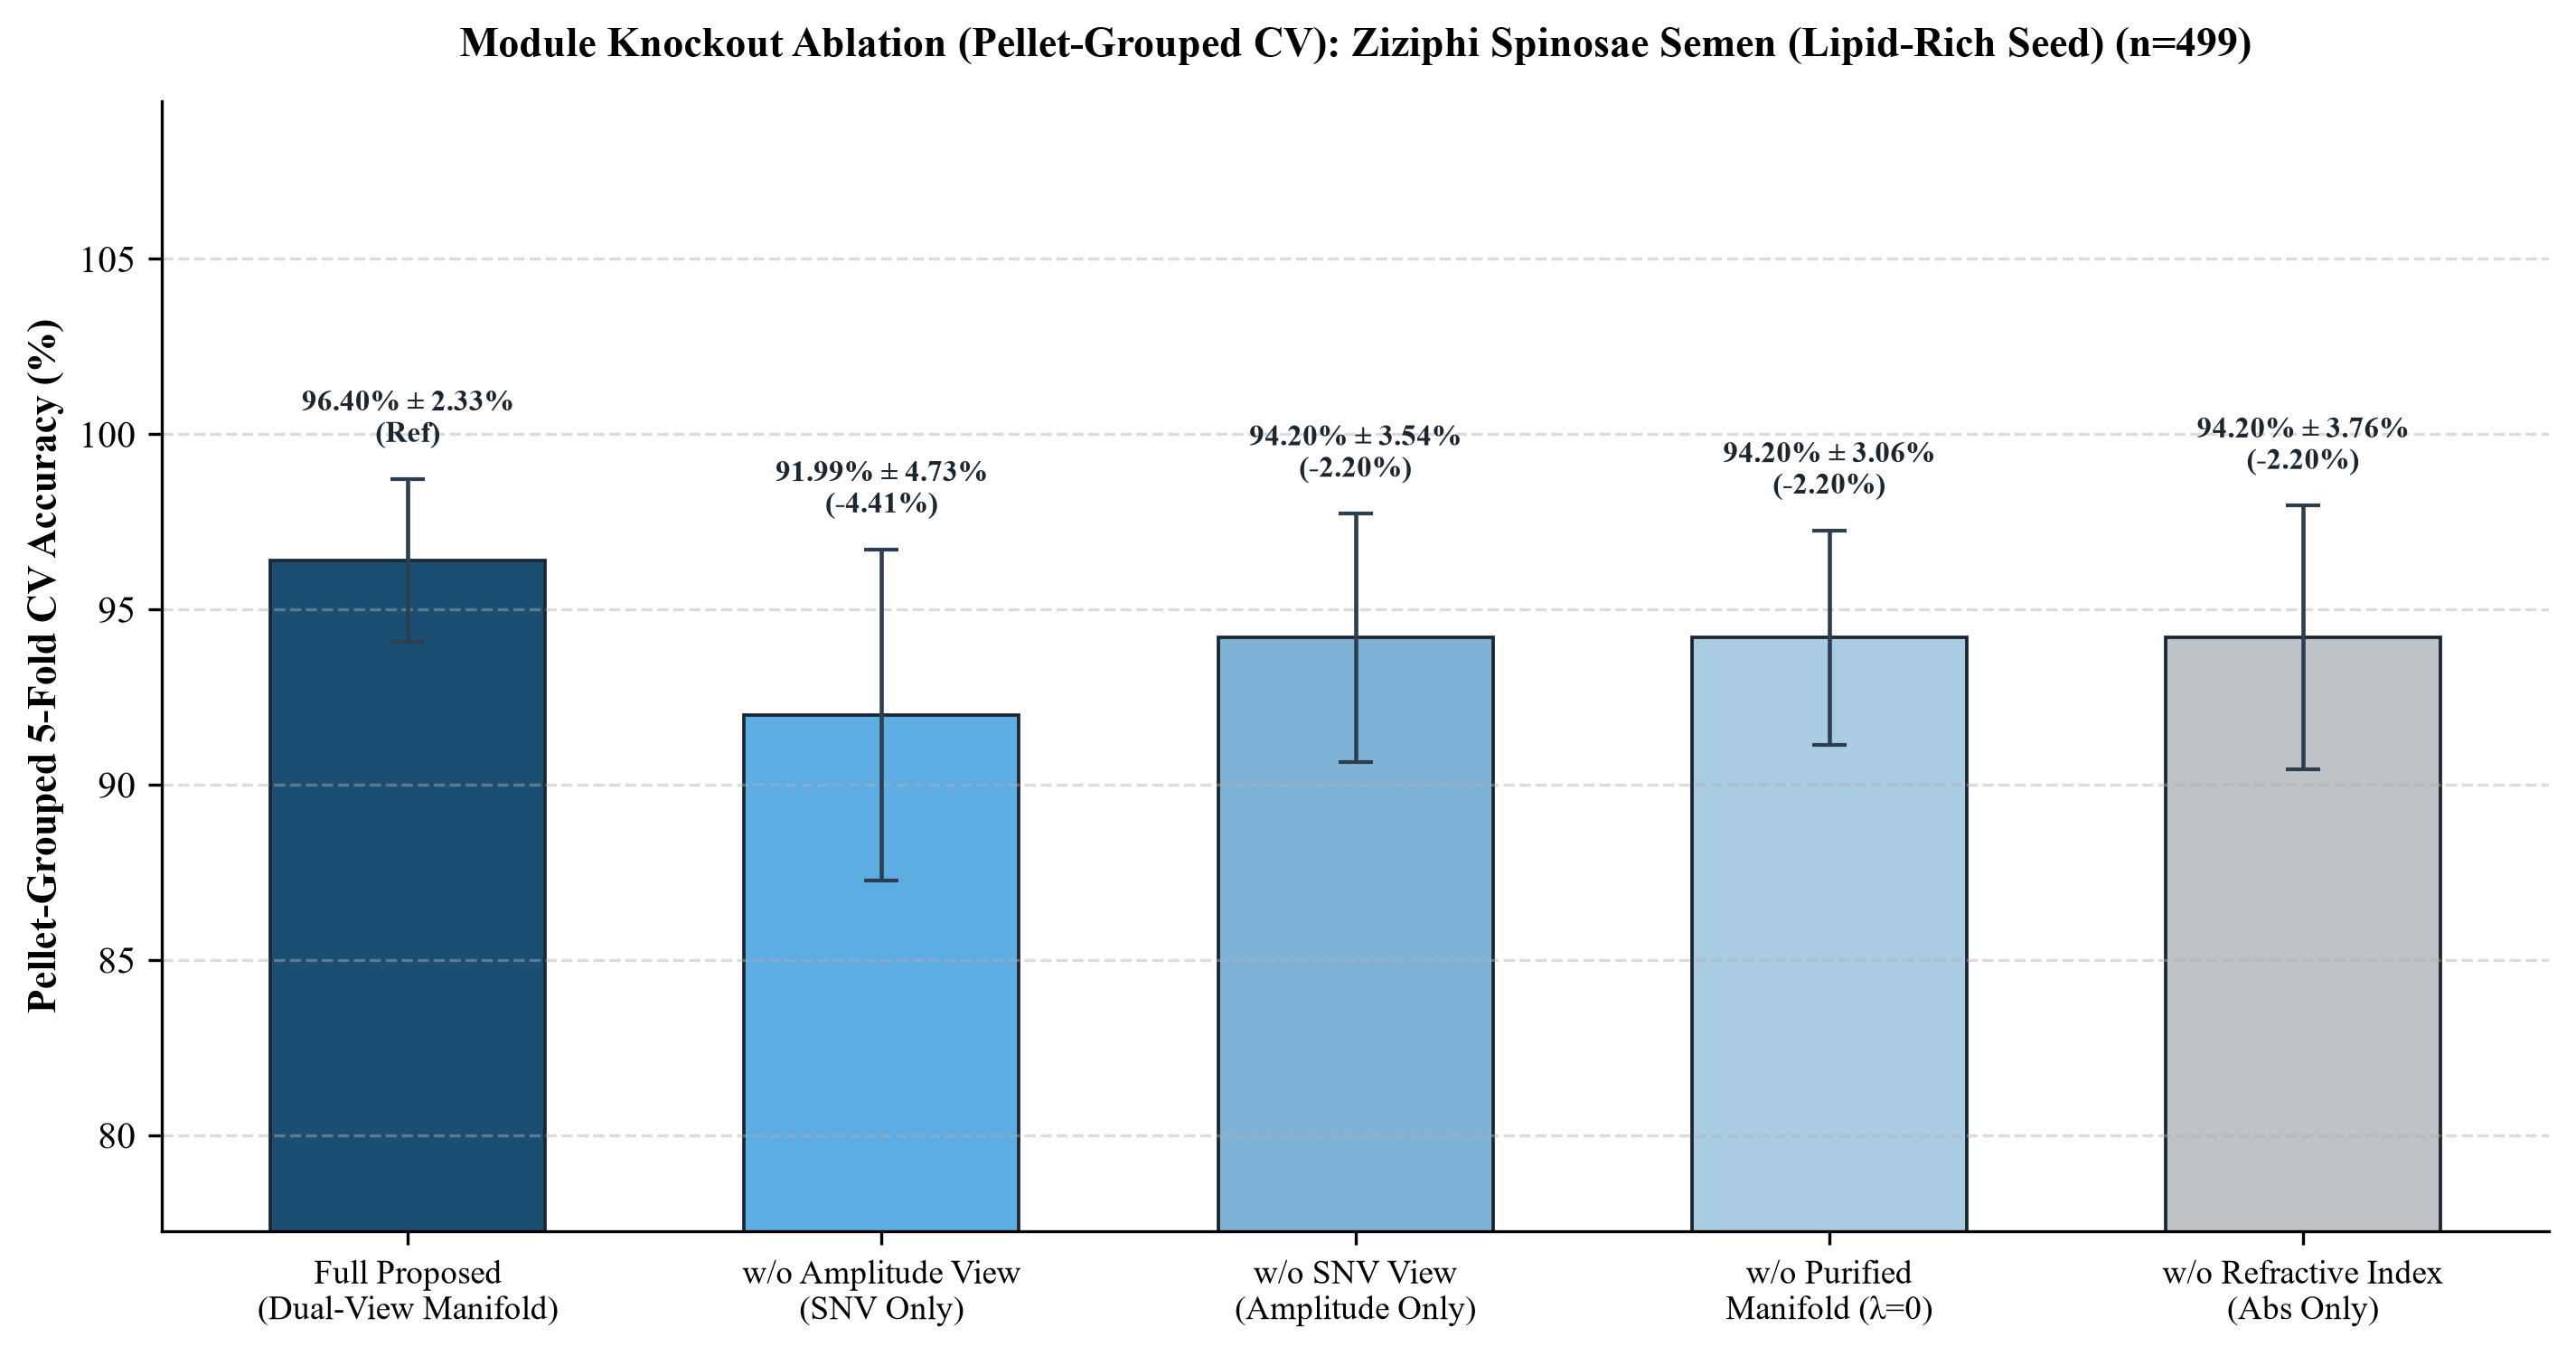 Module Knockout Ablation (Pellet-Grouped CV): Ziziphi Spinosae Semen (Lipid-Rich Seed) (n=499)
Pellet-Grouped 5-Fold CV Accuracy (%)
105
100
95
90
85
80
96.40% ± 2.33%
(Ref)
91.99% ± 4.73%
(-4.41%)
94.20% ± 3.54%
(-2.20%)
94.20% ± 3.06%
(-2.20%)
94.20% ± 3.76%
(-2.20%)
Full Proposed
(Dual-View Manifold)
w/o Amplitude View
(SNV Only)
w/o SNV View
(Amplitude Only)
w/o Purified
Manifold (λ=0)
w/o Refractive Index
(Abs Only)